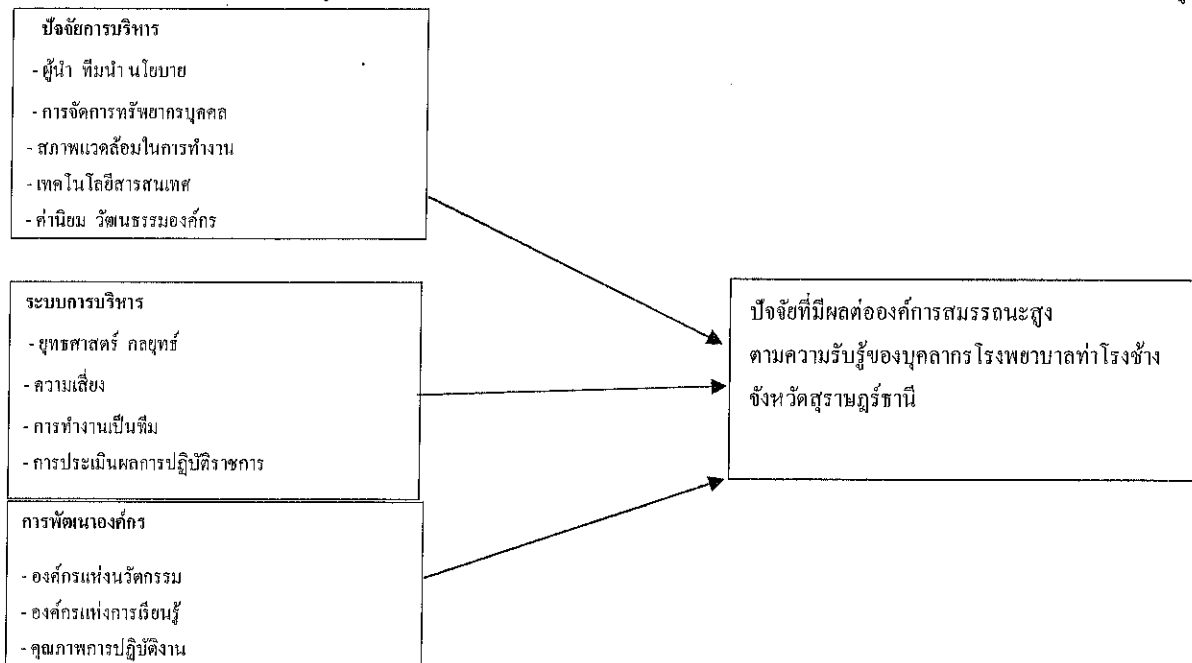 ปัจจัยการบริหาร
- ผู้นำ ทีมนำ นโยบาย
- การจัดการทรัพยากรบุคคล
- สภาพแวดล้อมในการทำงาน
- เทคโนโลยีสารสนเทศ
- ค่านิยม วัฒนธรรมองค์กร
ระบบการบริหาร
- ยุทธศาสตร์ กลยุทธ์
- ความเสี่ยง
- การทำงานเป็นทีม
- การประเมินผลการปฏิบัติราชการ
การพัฒนาองค์กร
- องค์กรแห่งนวัตกรรม
- องค์กรแห่งการเรียนรู้
- คุณภาพการปฏิบัติงาน
ปัจจัยที่มีผลต่อองค์การสมรรถนะสูง
ตามความรับรู้ของบุคลากรโรงพยาบาลท่าโรงช้าง
จังหวัดสุราษฎร์ธานี